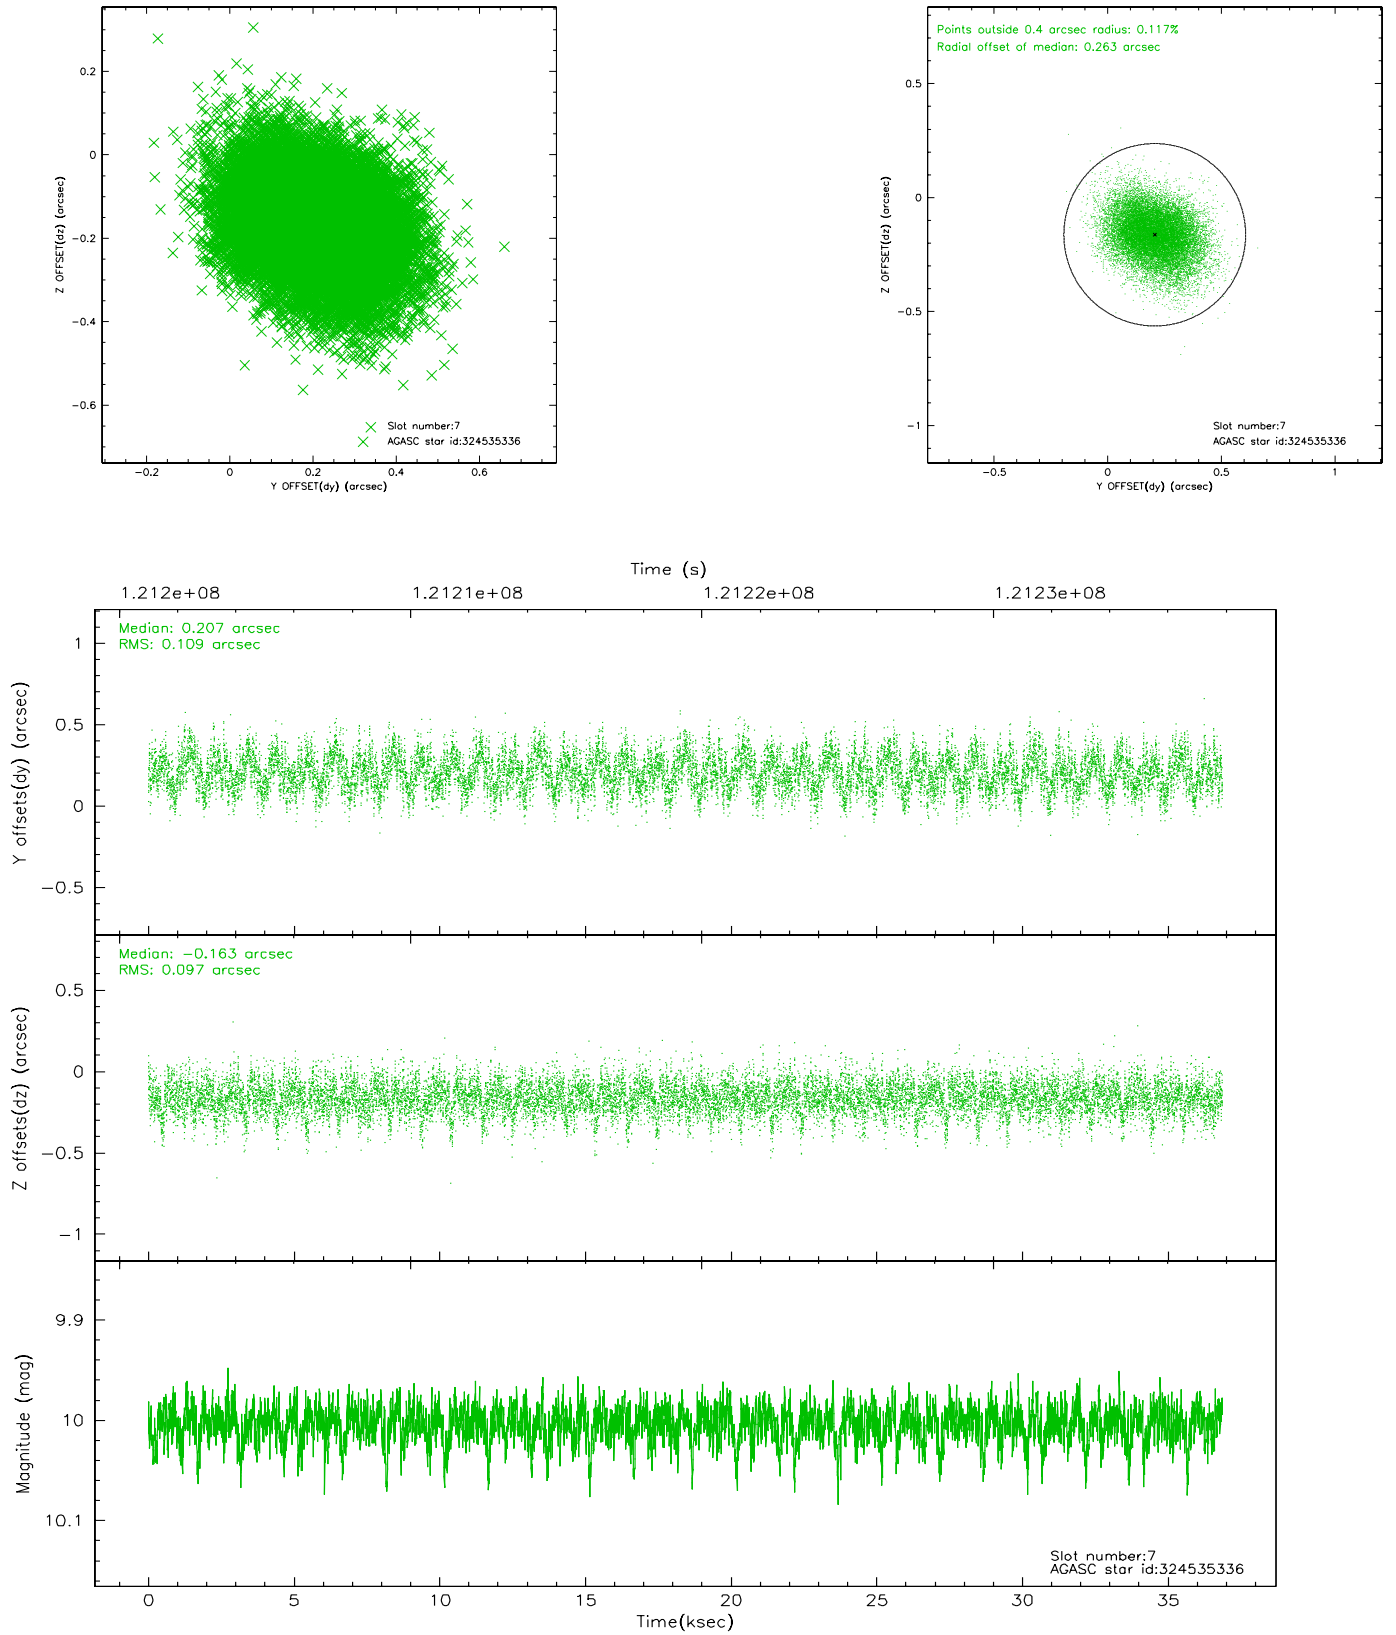 0.2
0
−0.2
−0.4
−0.6
Z OFFSET(dz) (arcsec)
−0.2
0
0.2
0.4
0.6
Y OFFSET(dy) (arcsec)
Slot number:7
AGASC star id:324535336
Points outside 0.4 arcsec radius: 0.117%
Radial offset of median: 0.263 arcsec
0.5
0
−0.5
−1
Z OFFSET(dz) (arcsec)
−0.5
0
0.5
1
Y OFFSET(dy) (arcsec)
Slot number:7
AGASC star id:324535336
Time (s)
1.212e+08
1.2121e+08
1.2122e+08
1.2123e+08
Median: 0.207 arcsec
RMS: 0.109 arcsec
1
0.5
0
−0.5
Y offsets(dy) (arcsec)
Median: −0.163 arcsec
RMS: 0.097 arcsec
0.5
0
−0.5
−1
Z offsets(dz) (arcsec)
9.9
10
10.1
Magnitude (mag)
Slot number:7
AGASC star id:324535336
0
5
10
15
20
25
30
35
Time(ksec)